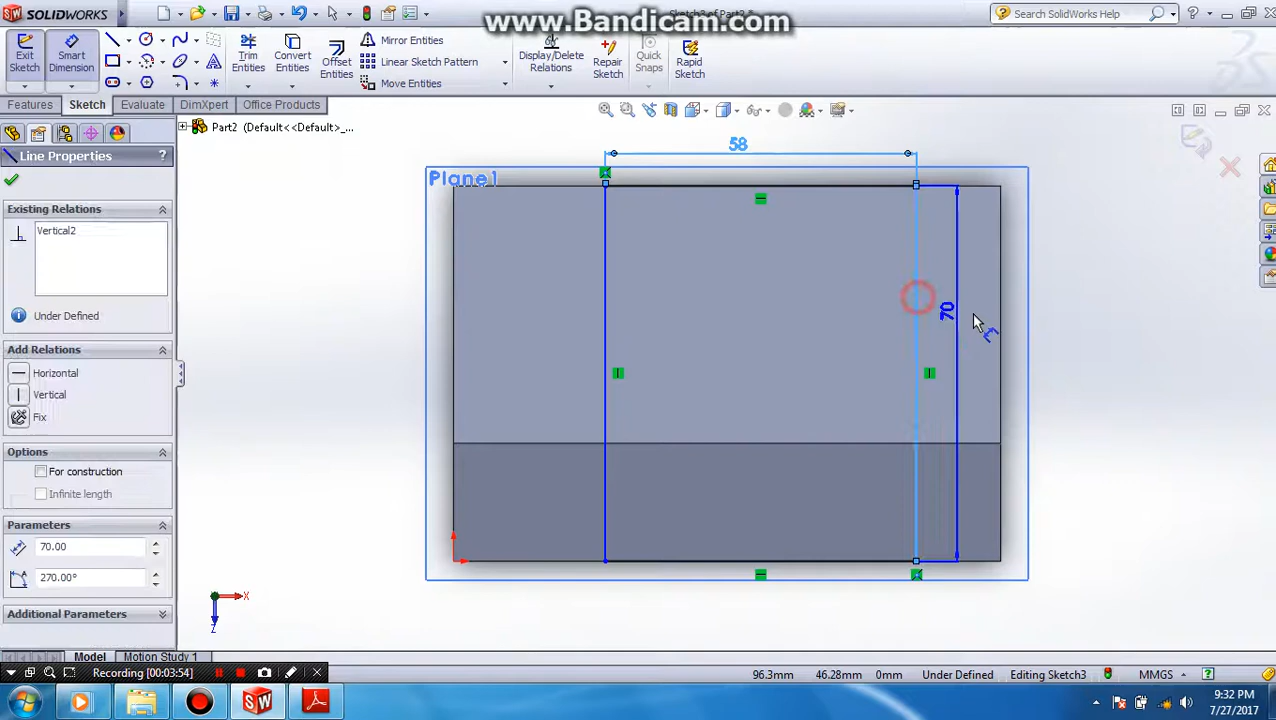 www.Bandicam.com
SOLIDWORKS
Search SolidWorks Help
Exit Sketch
Smart Dimension
Trim Entities
Convert Entities
Offset Entities
Mirror Entities
Linear Sketch Pattern
Move Entities
Display/Delete Relations
Repair Sketch
Quick Snaps
Rapid Sketch
Features
Sketch
Evaluate
DimXpert
Office Products
Part2 (Default<<Default>_...
Line Properties
?
Existing Relations
Vertical2
Under Defined
Add Relations
Horizontal
Vertical
Fix
Options
For construction
Infinite length
Parameters
70.00
270.00°
Additional Parameters
58
Plane1
70
X
Z
Model
Motion Study 1
Recording (00:03:54)
96.3mm
46.28mm
0mm
Under Defined
Editing Sketch3
MMGS
?
9:32 PM
7/27/2017